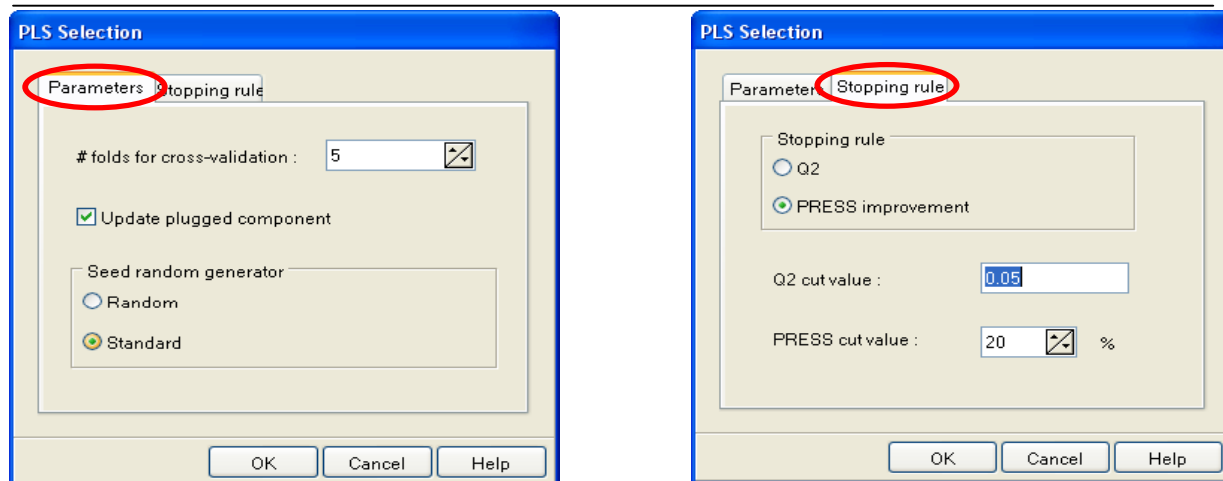 PLS Selection
Parameters Stopping rule
# folds for cross-validation : 5
Update plugged component
Seed random generator
Random
Standard
OK Cancel Help
PLS Selection
Parameters Stopping rule
Stopping rule
Q2
PRESS improvement
Q2 cut value : 0.05
PRESS cut value : 20 %
OK Cancel Help